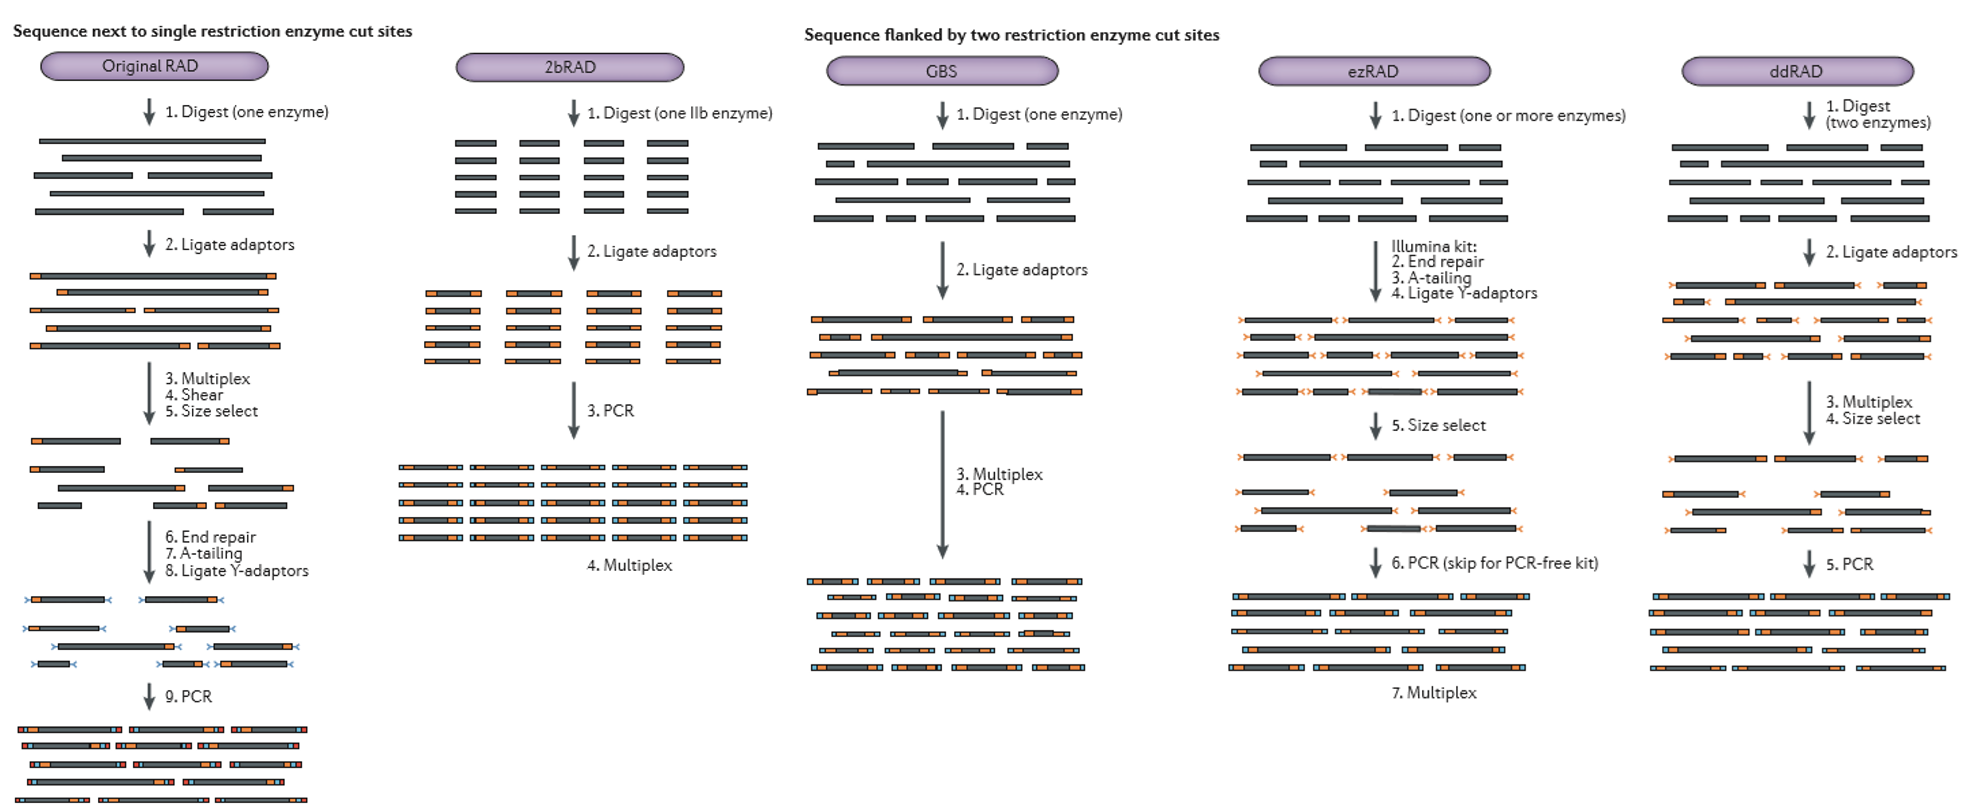 Sequence next to single restriction enzyme cut sites
Original RAD
1. Digest (one enzyme)
2. Ligate adaptors
3. Multiplex
4. Shear
5. Size select
6. End repair
7. A-tailing
8. Ligate Y-adaptors
9. PCR
2bRAD
1. Digest (one IIb enzyme)
2. Ligate adaptors
3. PCR
4. Multiplex
Sequence flanked by two restriction enzyme cut sites
GBS
1. Digest (one enzyme)
2. Ligate adaptors
3. Multiplex
4. PCR
ezRAD
1. Digest (one or more enzymes)
Illumina kit:
2. End repair
3. A-tailing
4. Ligate Y-adaptors
5. Size select
6. PCR (skip for PCR-free kit)
7. Multiplex
ddRAD
1. Digest
(two enzymes)
2. Ligate adaptors
3. Multiplex
4. Size select
5. PCR